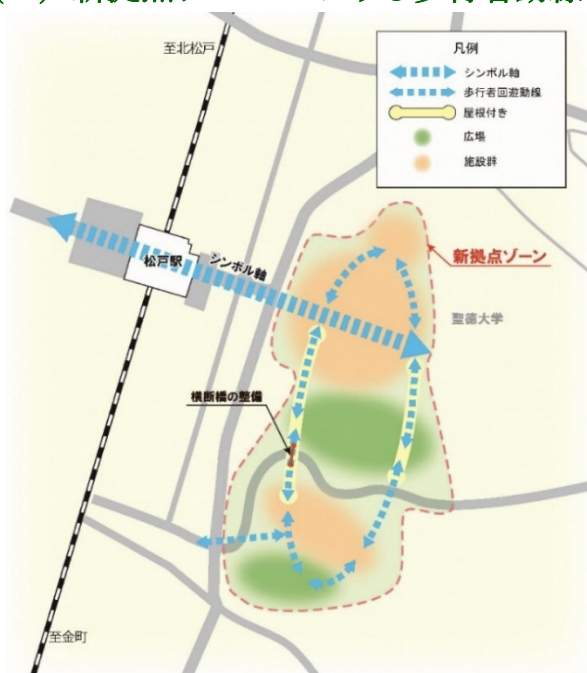 至北松戸
凡例
シンボル軸
歩行者回遊動線
屋根付き
広場
施設群
松戸駅
シンボル軸
新拠点ゾーン
聖徳大学
横断橋の整備
至金町